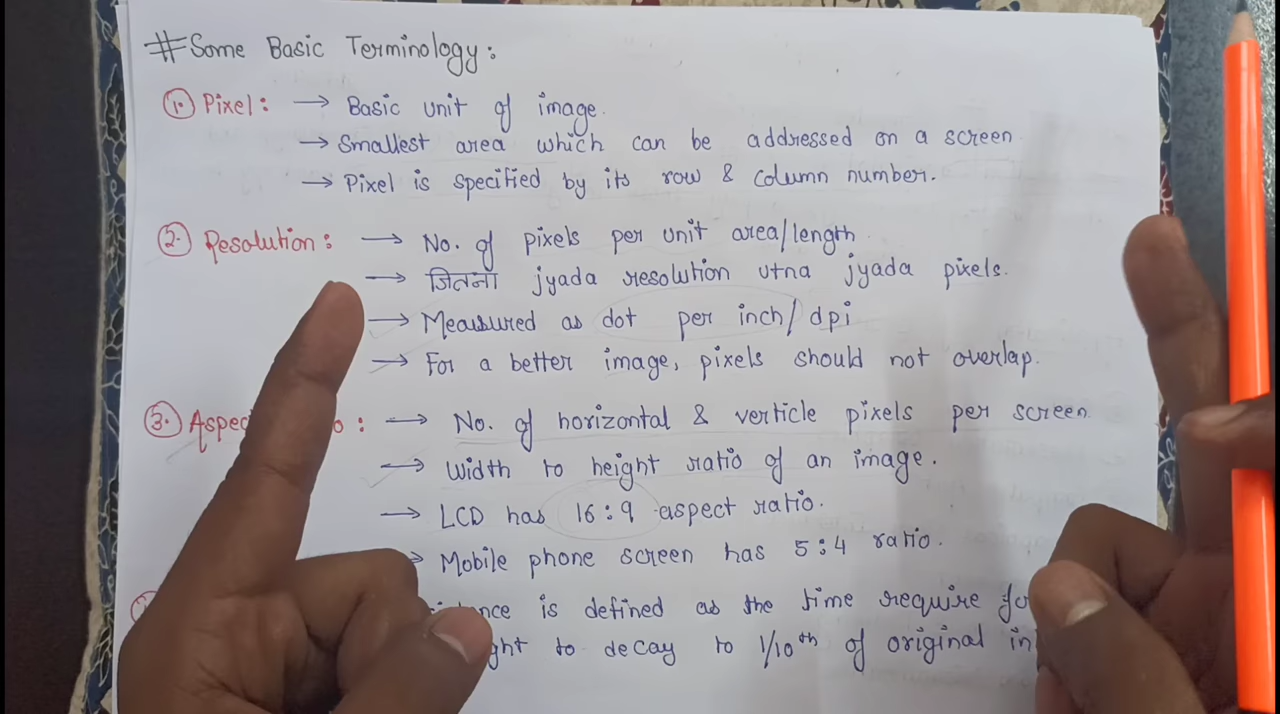 #Some Basic Terminology:
1. Pixel: → Basic unit of image.
→ Smallest area which can be addressed on a screen.
→ Pixel is specified by its row & column number.
2. Resolution: → No. of pixels per unit area/length
→ जितना jyada resolution utna jyada pixels.
→ Measured as dot per inch/dpi
→ For a better image, pixels should not overlap.
3. Aspec o : → No. of horizontal & verticle pixels per screen
→ Width to height ratio of an image.
→ LCD has 16:9 aspect ratio.
→ Mobile phone screen has 5:4 ratio.
is defined as the time require
to decay to 1/10th of original